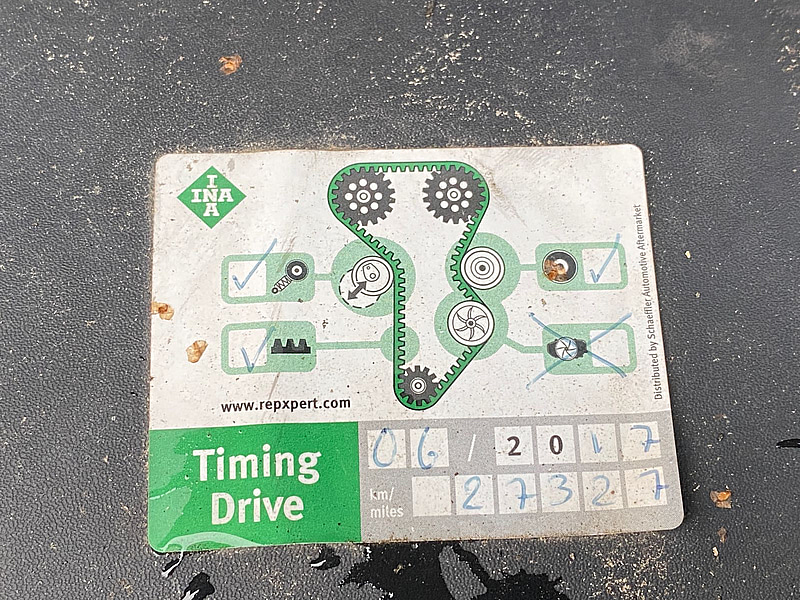 I
INA
A
www.repxpert.com
Distributed by Schaeffler Automotive Aftermarket
Timing
Drive
06 / 2017
km/
miles
27327